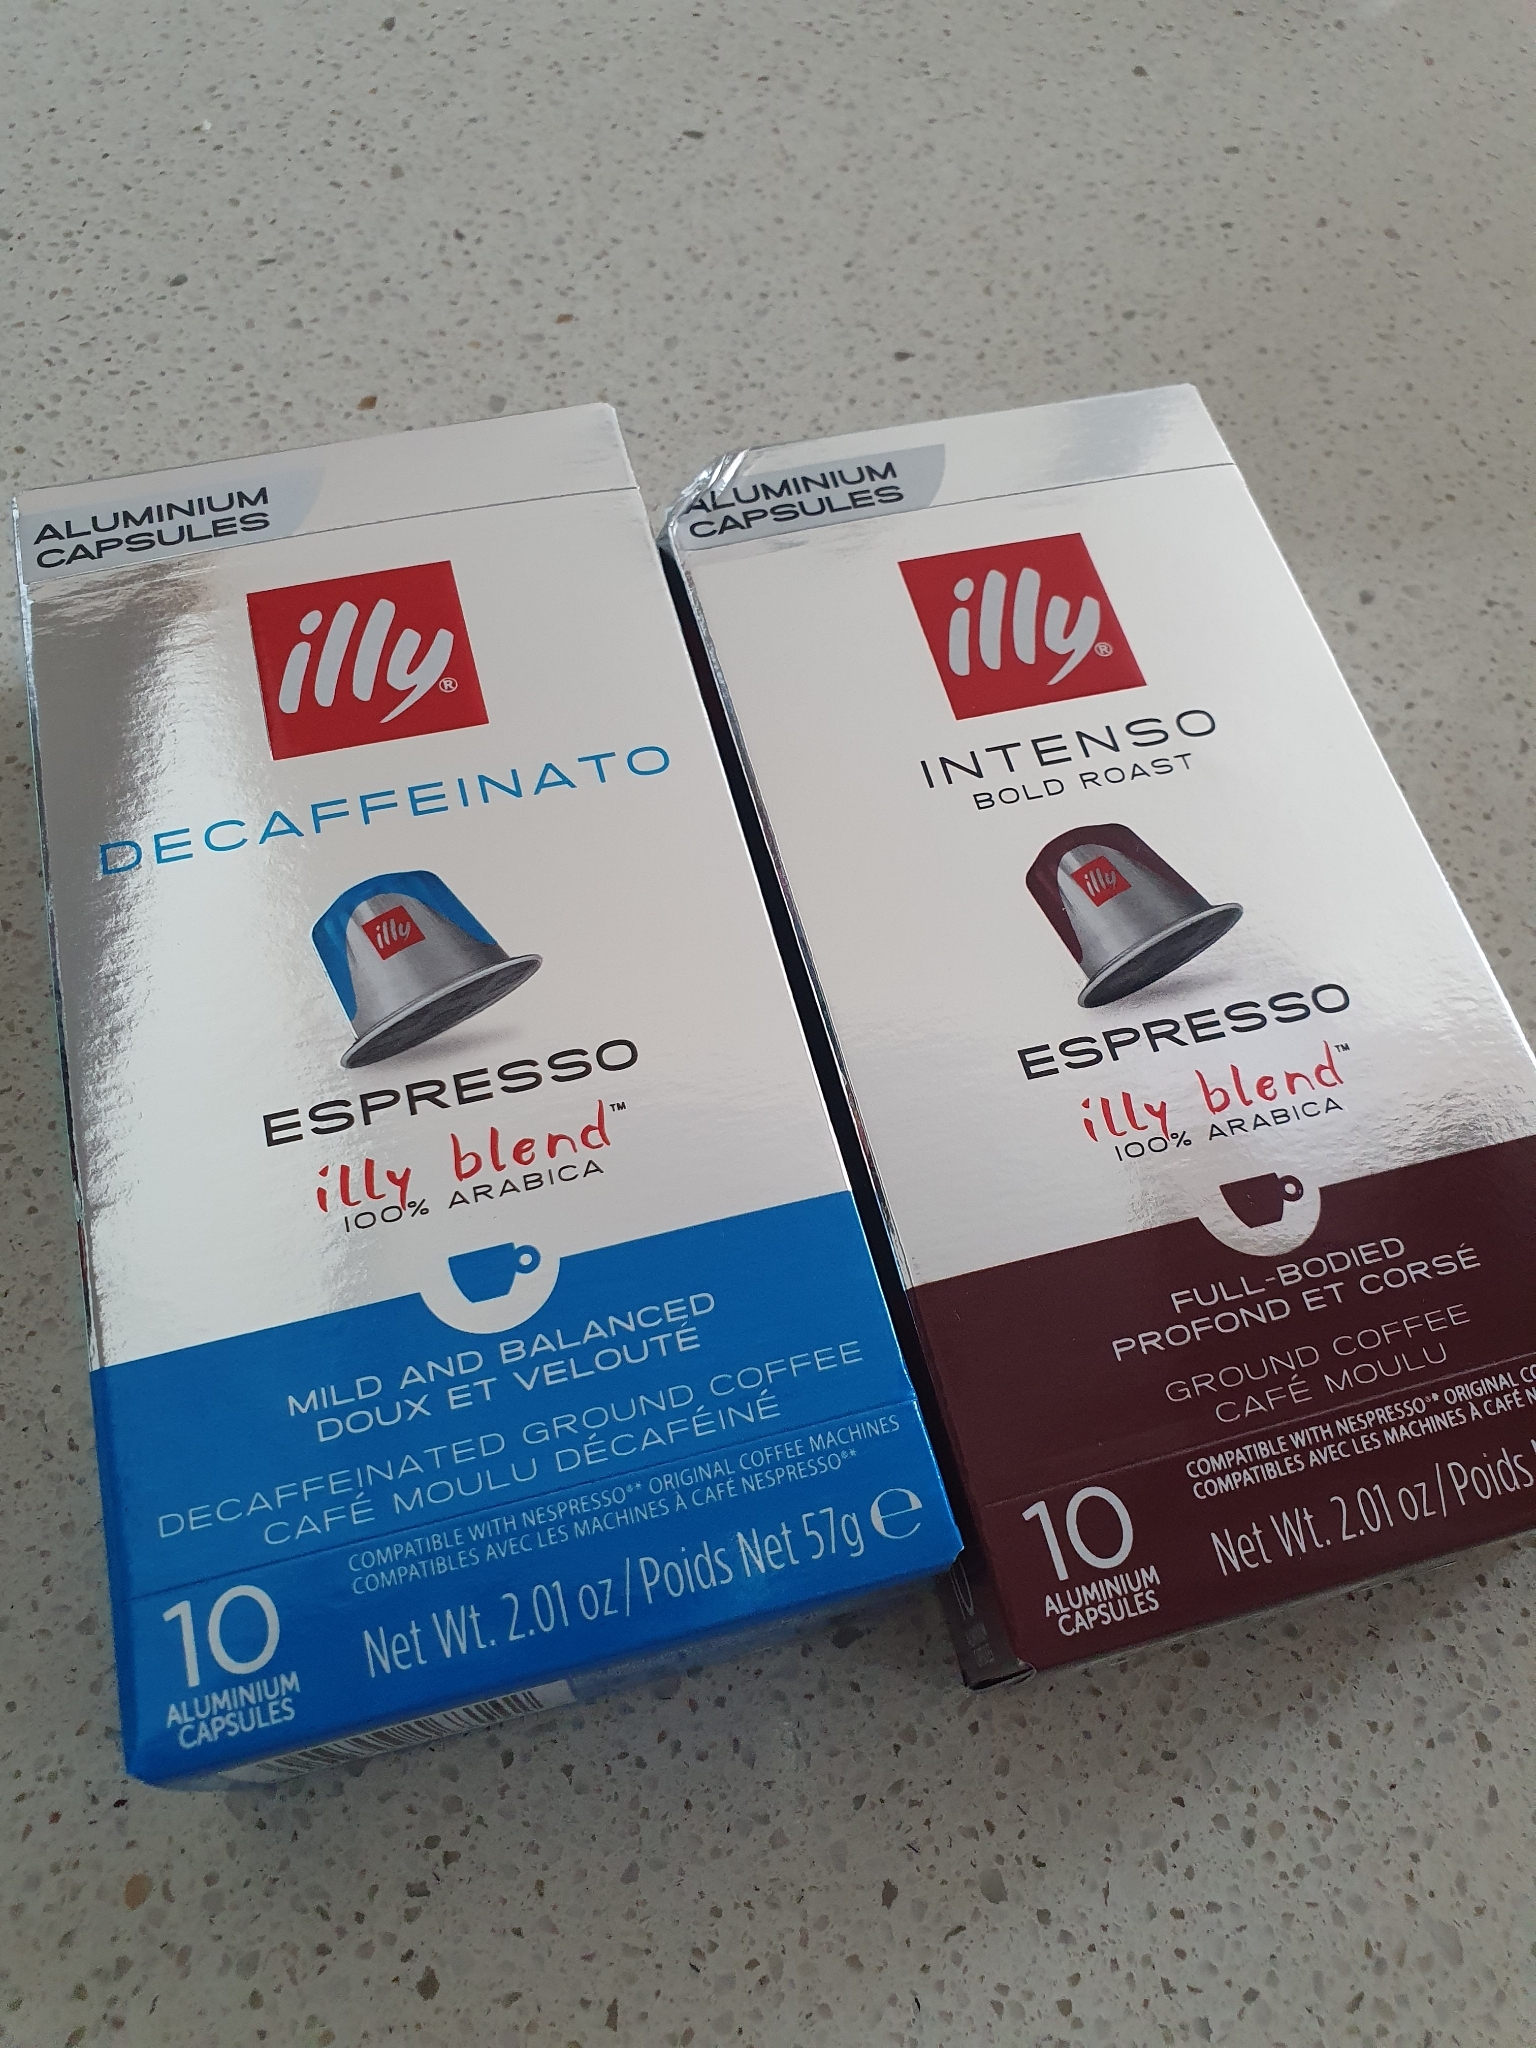 ALUMINIUM
CAPSULES
illy®
DECAFFEINATO
illy
ESPRESSO
illy blend™
100% ARABICA
MILD AND BALANCED
DOUX ET VELOUTÉ
DECAFFEINATED GROUND COFFEE
CAFÉ MOULU DÉCAFÉINÉ
COMPATIBLE WITH NESPRESSO®* ORIGINAL COFFEE MACHINES
COMPATIBLES AVEC LES MACHINES À CAFÉ NESPRESSO®*
10
ALUMINIUM
CAPSULES
Net Wt. 2.01 oz / Poids Net 57g ℮
ALUMINIUM
CAPSULES
illy®
INTENSO
BOLD ROAST
illy
ESPRESSO
illy blend™
100% ARABICA
FULL-BODIED
PROFOND ET CORSÉ
GROUND COFFEE
CAFÉ MOULU
COMPATIBLE WITH NESPRESSO®* ORIGINAL
COMPATIBLES AVEC LES MACHINES À CAFÉ
10
ALUMINIUM
CAPSULES
Net Wt. 2.01 oz / Poids